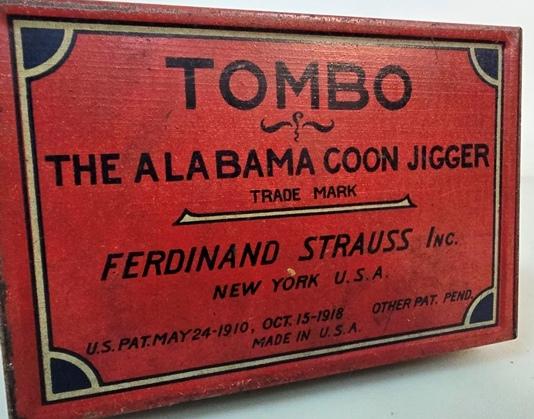 TOMBO
THE ALABAMA COON JIGGER
TRADE MARK
FERDINAND STRAUSS INC.
NEW YORK U.S.A.
OTHER PAT. PEND.
U.S. PAT. MAY 24-1910, OCT. 15-1918
MADE IN U.S.A.